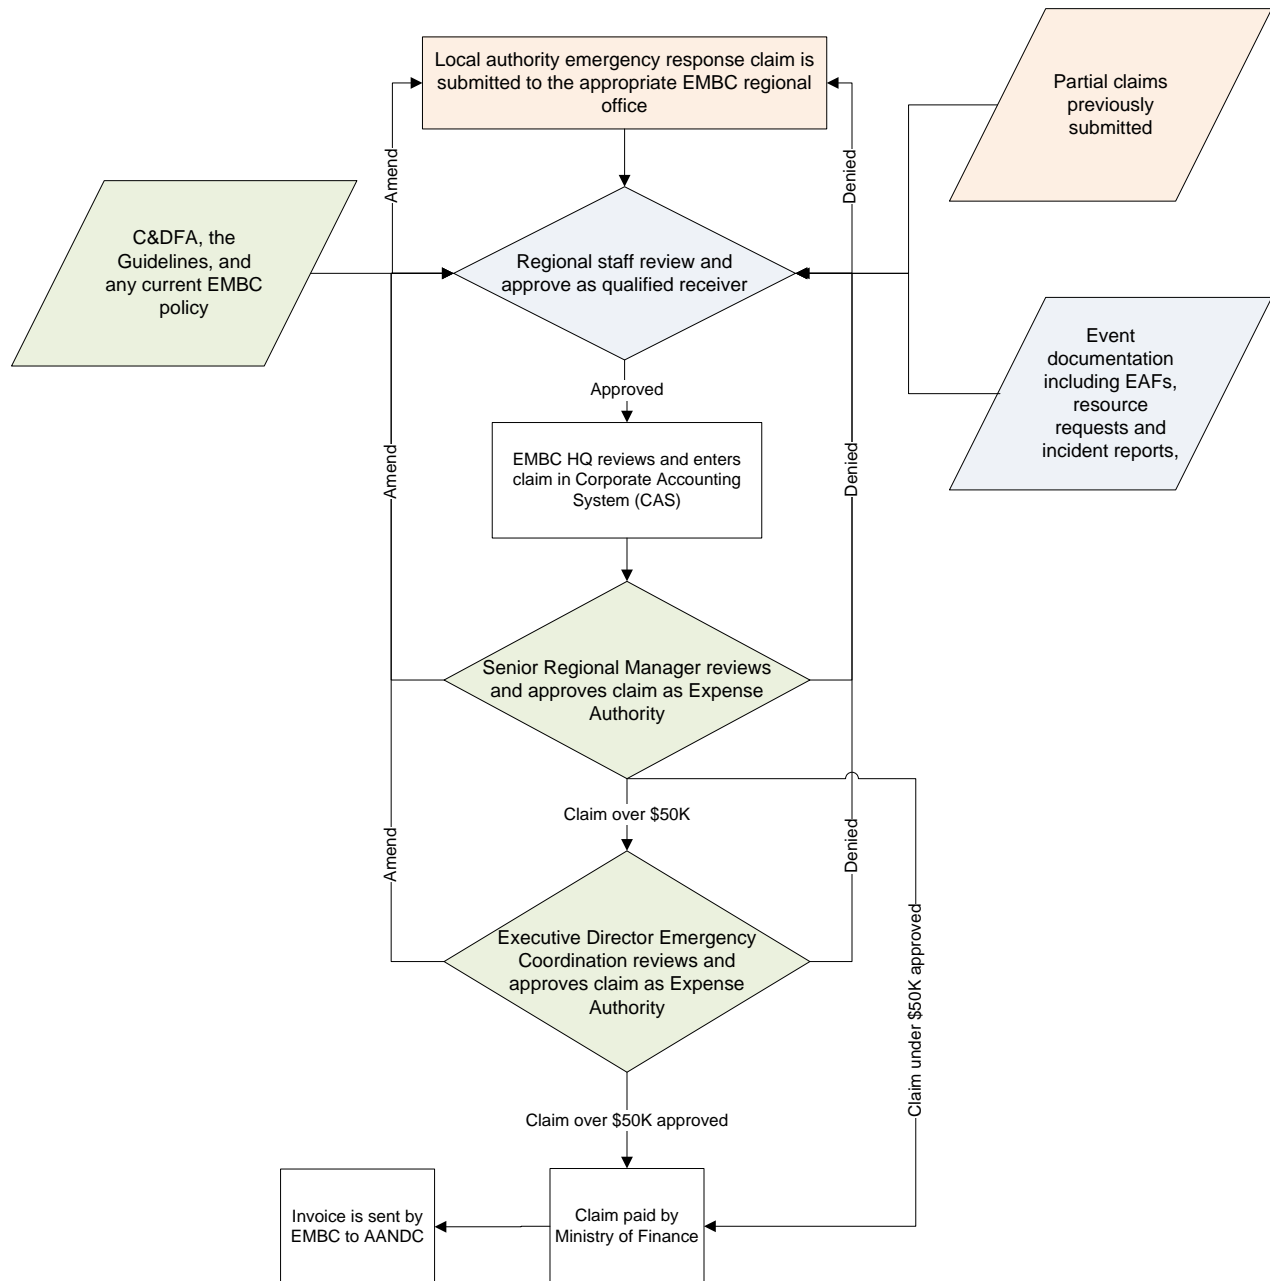 Local authority emergency response claim is
submitted to the appropriate EMBC regional
office
Partial claims
previously
submitted
Amend
Denied
C&DFA, the
Guidelines, and
any current EMBC
policy
Regional staff review and
approve as qualified receiver
Event
documentation
including EAFs,
resource
requests and
incident reports,
Approved
Amend
Denied
EMBC HQ reviews and enters
claim in Corporate Accounting
System (CAS)
Senior Regional Manager reviews
and approves claim as Expense
Authority
Claim over $50K
Amend
Denied
Executive Director Emergency
Coordination reviews and
approves claim as Expense
Authority
Claim under $50K approved
Claim over $50K approved
Invoice is sent by
EMBC to AANDC
Claim paid by
Ministry of Finance